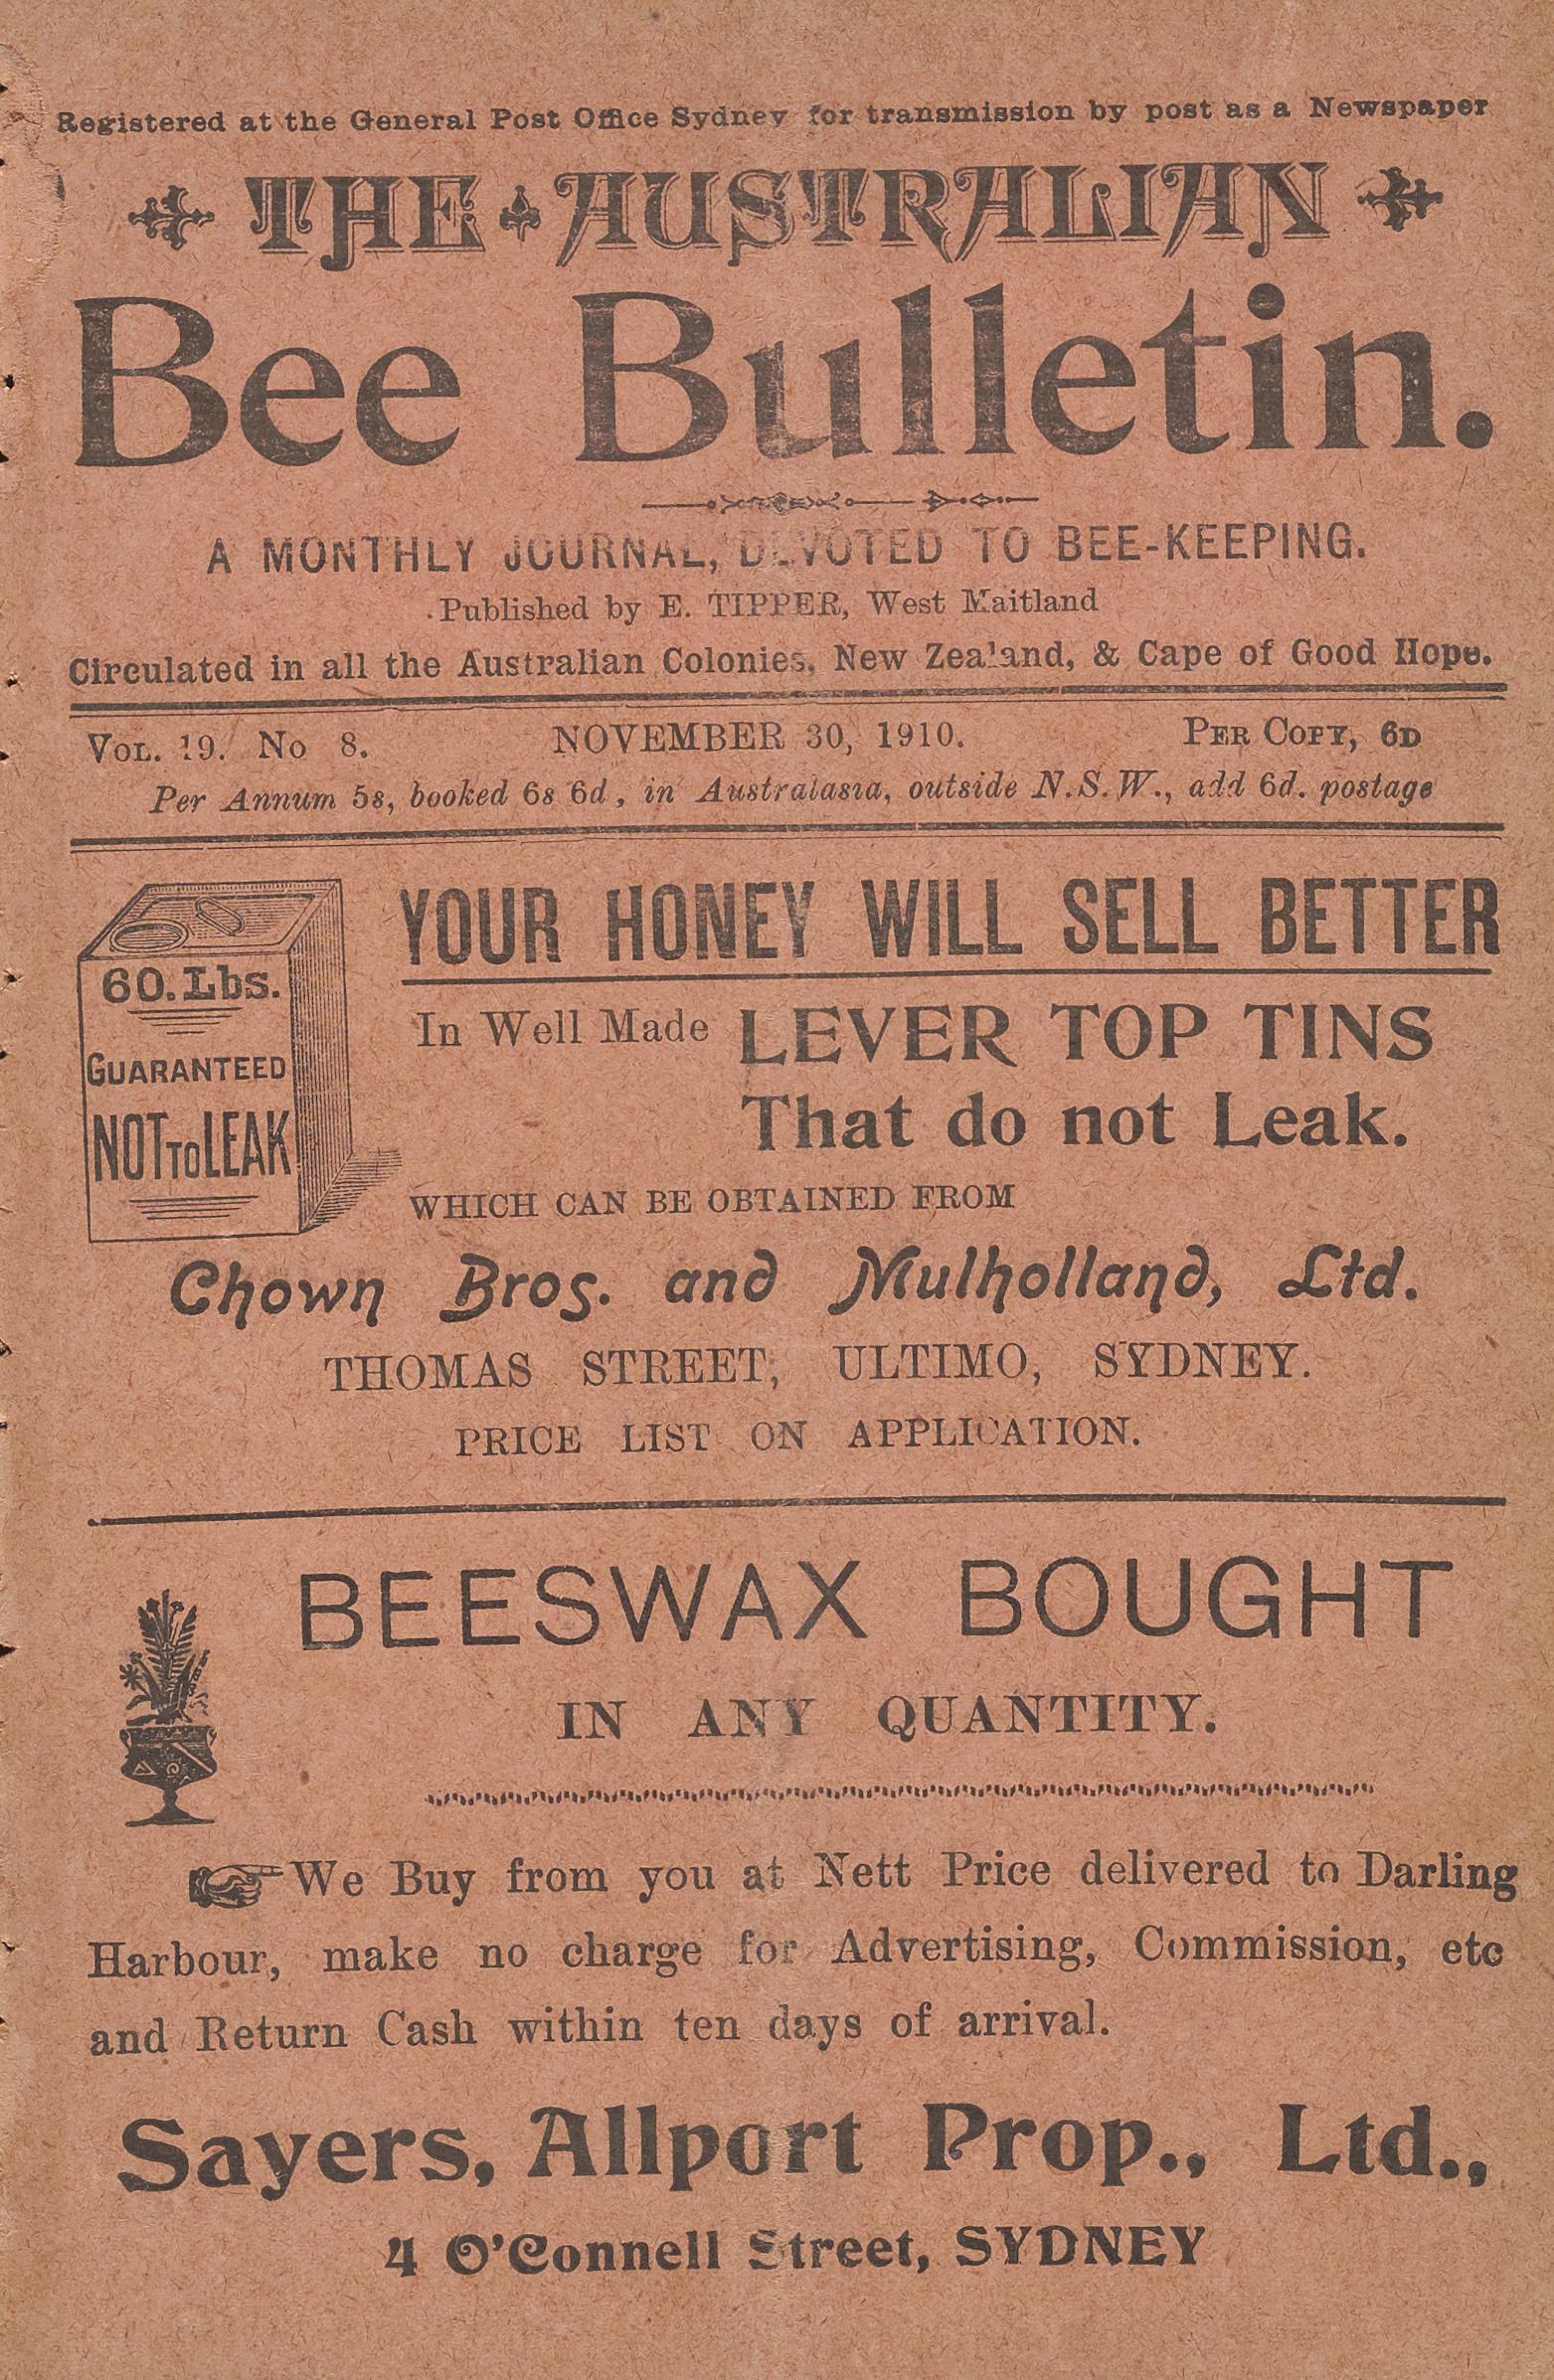 Registered at the General Post Office Sydney for transmission by post as a Newspaper
THE AUSTRALIAN
Bee Bulletin.
A MONTHLY JOURNAL, DEVOTED TO BEE-KEEPING.
Published by E. TIPPER, West Maitland
Circulated in all the Australian Colonies, New Zealand, & Cape of Good Hope.
VOL. 19. No 8. NOVEMBER 30, 1910. PER COPY, 6D
Per Annum 5s, booked 6s 6d, in Australasia, outside N.S.W., add 6d. postage
60. Lbs.
GUARANTEED
NOT TO LEAK
YOUR HONEY WILL SELL BETTER
In Well Made LEVER TOP TINS
That do not Leak.
WHICH CAN BE OBTAINED FROM
Chown Bros. and Mulholland, Ltd.
THOMAS STREET, ULTIMO, SYDNEY.
PRICE LIST ON APPLICATION.
BEESWAX BOUGHT
IN ANY QUANTITY.
We Buy from you at Nett Price delivered to Darling
Harbour, make no charge for Advertising, Commission, etc
and Return Cash within ten days of arrival.
Sayers, Allport Prop., Ltd.,
4 O'Connell Street, SYDNEY